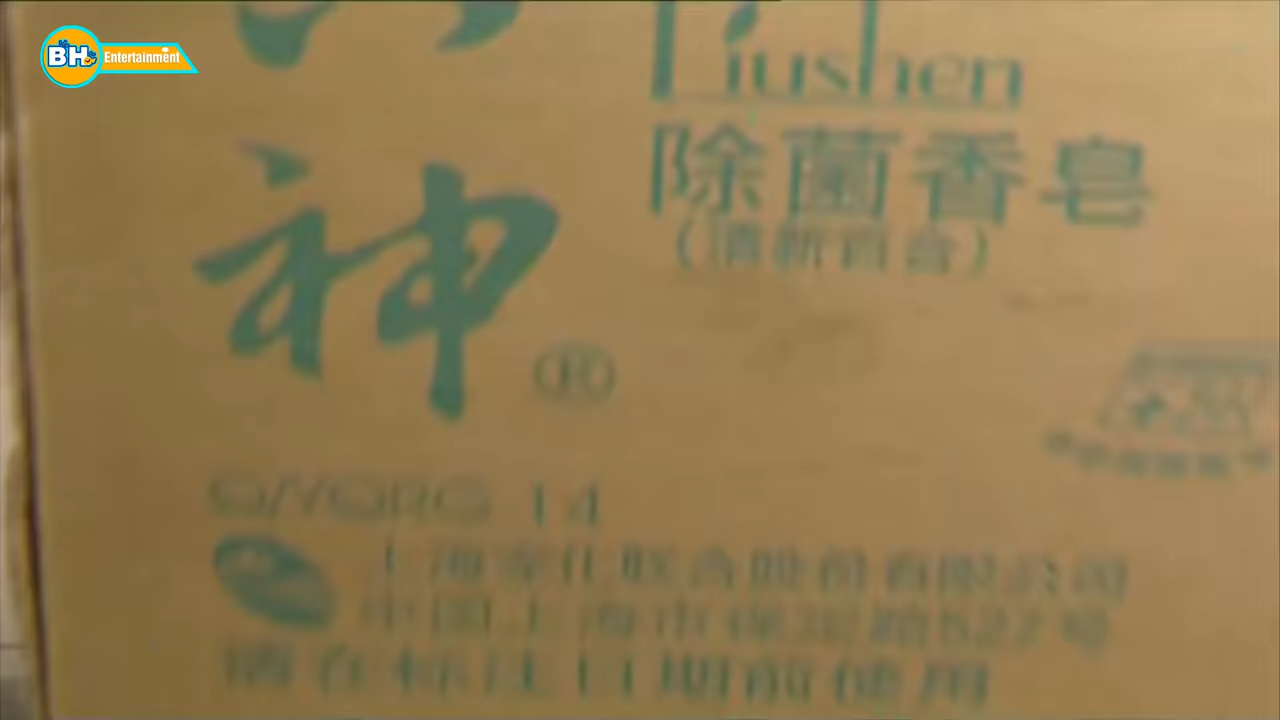 BH Entertainment
Liushen
神®
除菌香皂
(清新百合)
Q/YQRG 14
上海家化联合股份有限公司
中国上海市保定路527号
请在标注日期前使用